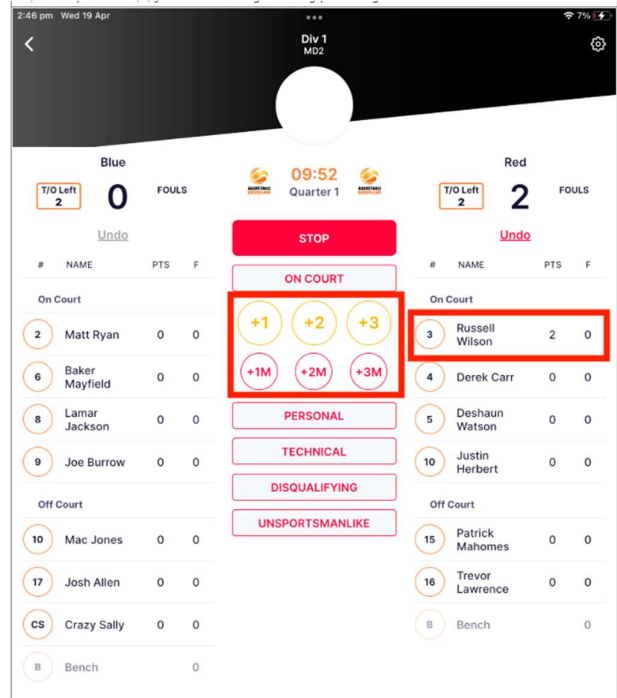 2:46 pm Wed 19 Apr
7%
Div 1
MD2
Blue
T/O Left
2
0
FOULS
Undo
09:52
Quarter 1
Red
T/O Left
2
2
FOULS
Undo
STOP
ON COURT
+1 +2 +3
+1M +2M +3M
PERSONAL
TECHNICAL
DISQUALIFYING
UNSPORTSMANLIKE
# NAME PTS F
On Court
2 Matt Ryan 0 0
6 Baker Mayfield 0 0
8 Lamar Jackson 0 0
9 Joe Burrow 0 0
Off Court
10 Mac Jones 0 0
17 Josh Allen 0 0
CS Crazy Sally 0 0
B Bench 0
# NAME PTS F
On Court
3 Russell Wilson 2 0
4 Derek Carr 0 0
5 Deshaun Watson 0 0
10 Justin Herbert 0 0
Off Court
15 Patrick Mahomes 0 0
16 Trevor Lawrence 0 0
B Bench 0